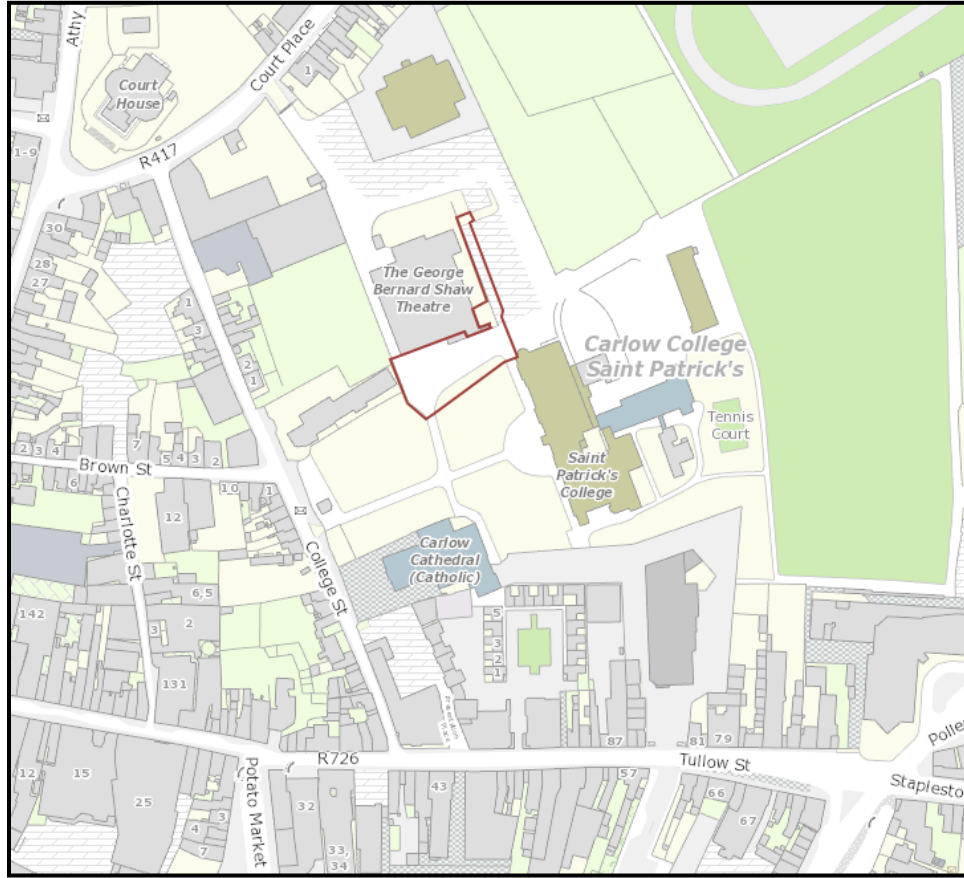 Athy
Court Place
1
Court
House
1-9
R417
30
28
27
The George
Bernard Shaw
Theatre
1
3
2
1
Carlow College
Saint Patrick's
Tennis
Court
2
3
4
6
7
5
4
3
2
Brown St
10
1
Saint
Patrick's
College
12
Charlotte St
College St
Carlow
Cathedral
(Catholic)
6,5
142
3
2
5
3
2
1
131
87
81
79
R726
Tullow St
Staplesto
12
15
25
Potato Market
4
3
7
32
33,
34
43
57
66
67